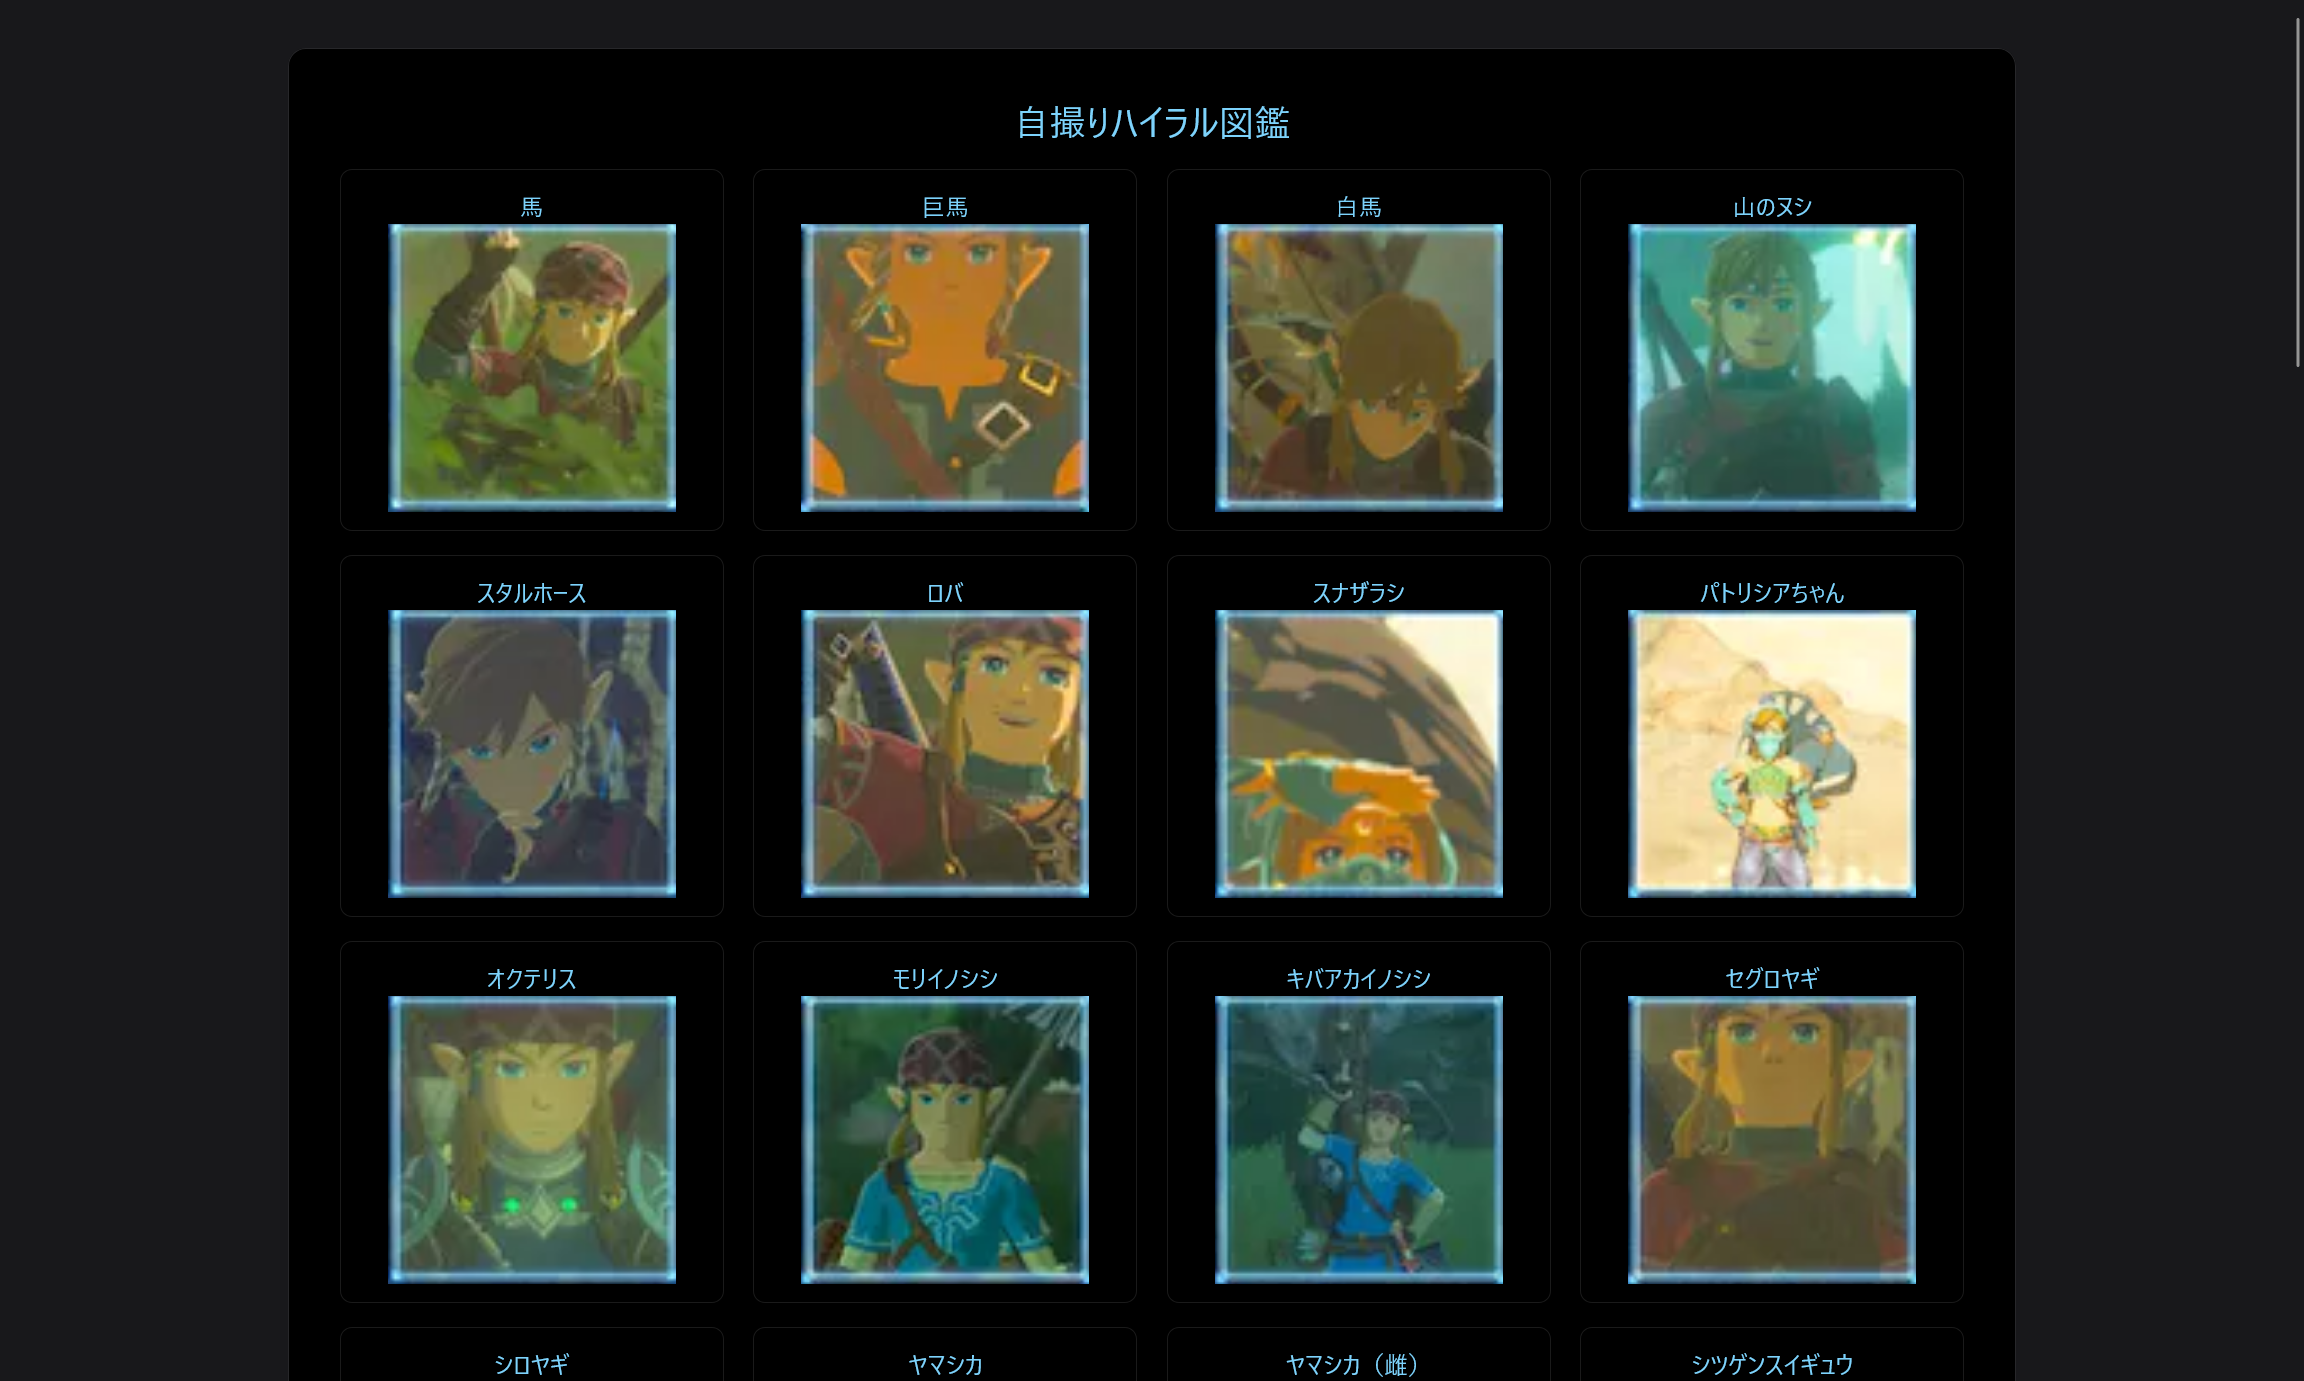 自撮りハイラル図鑑
馬
巨馬
白馬
山のヌシ
スタルホース
ロバ
スナザラシ
パトリシアちゃん
オクテリス
モリイノシシ
キバアカイノシシ
セグロヤギ
シロヤギ
ヤマシカ
ヤマシカ（雌）
シツゲンスイギュウ